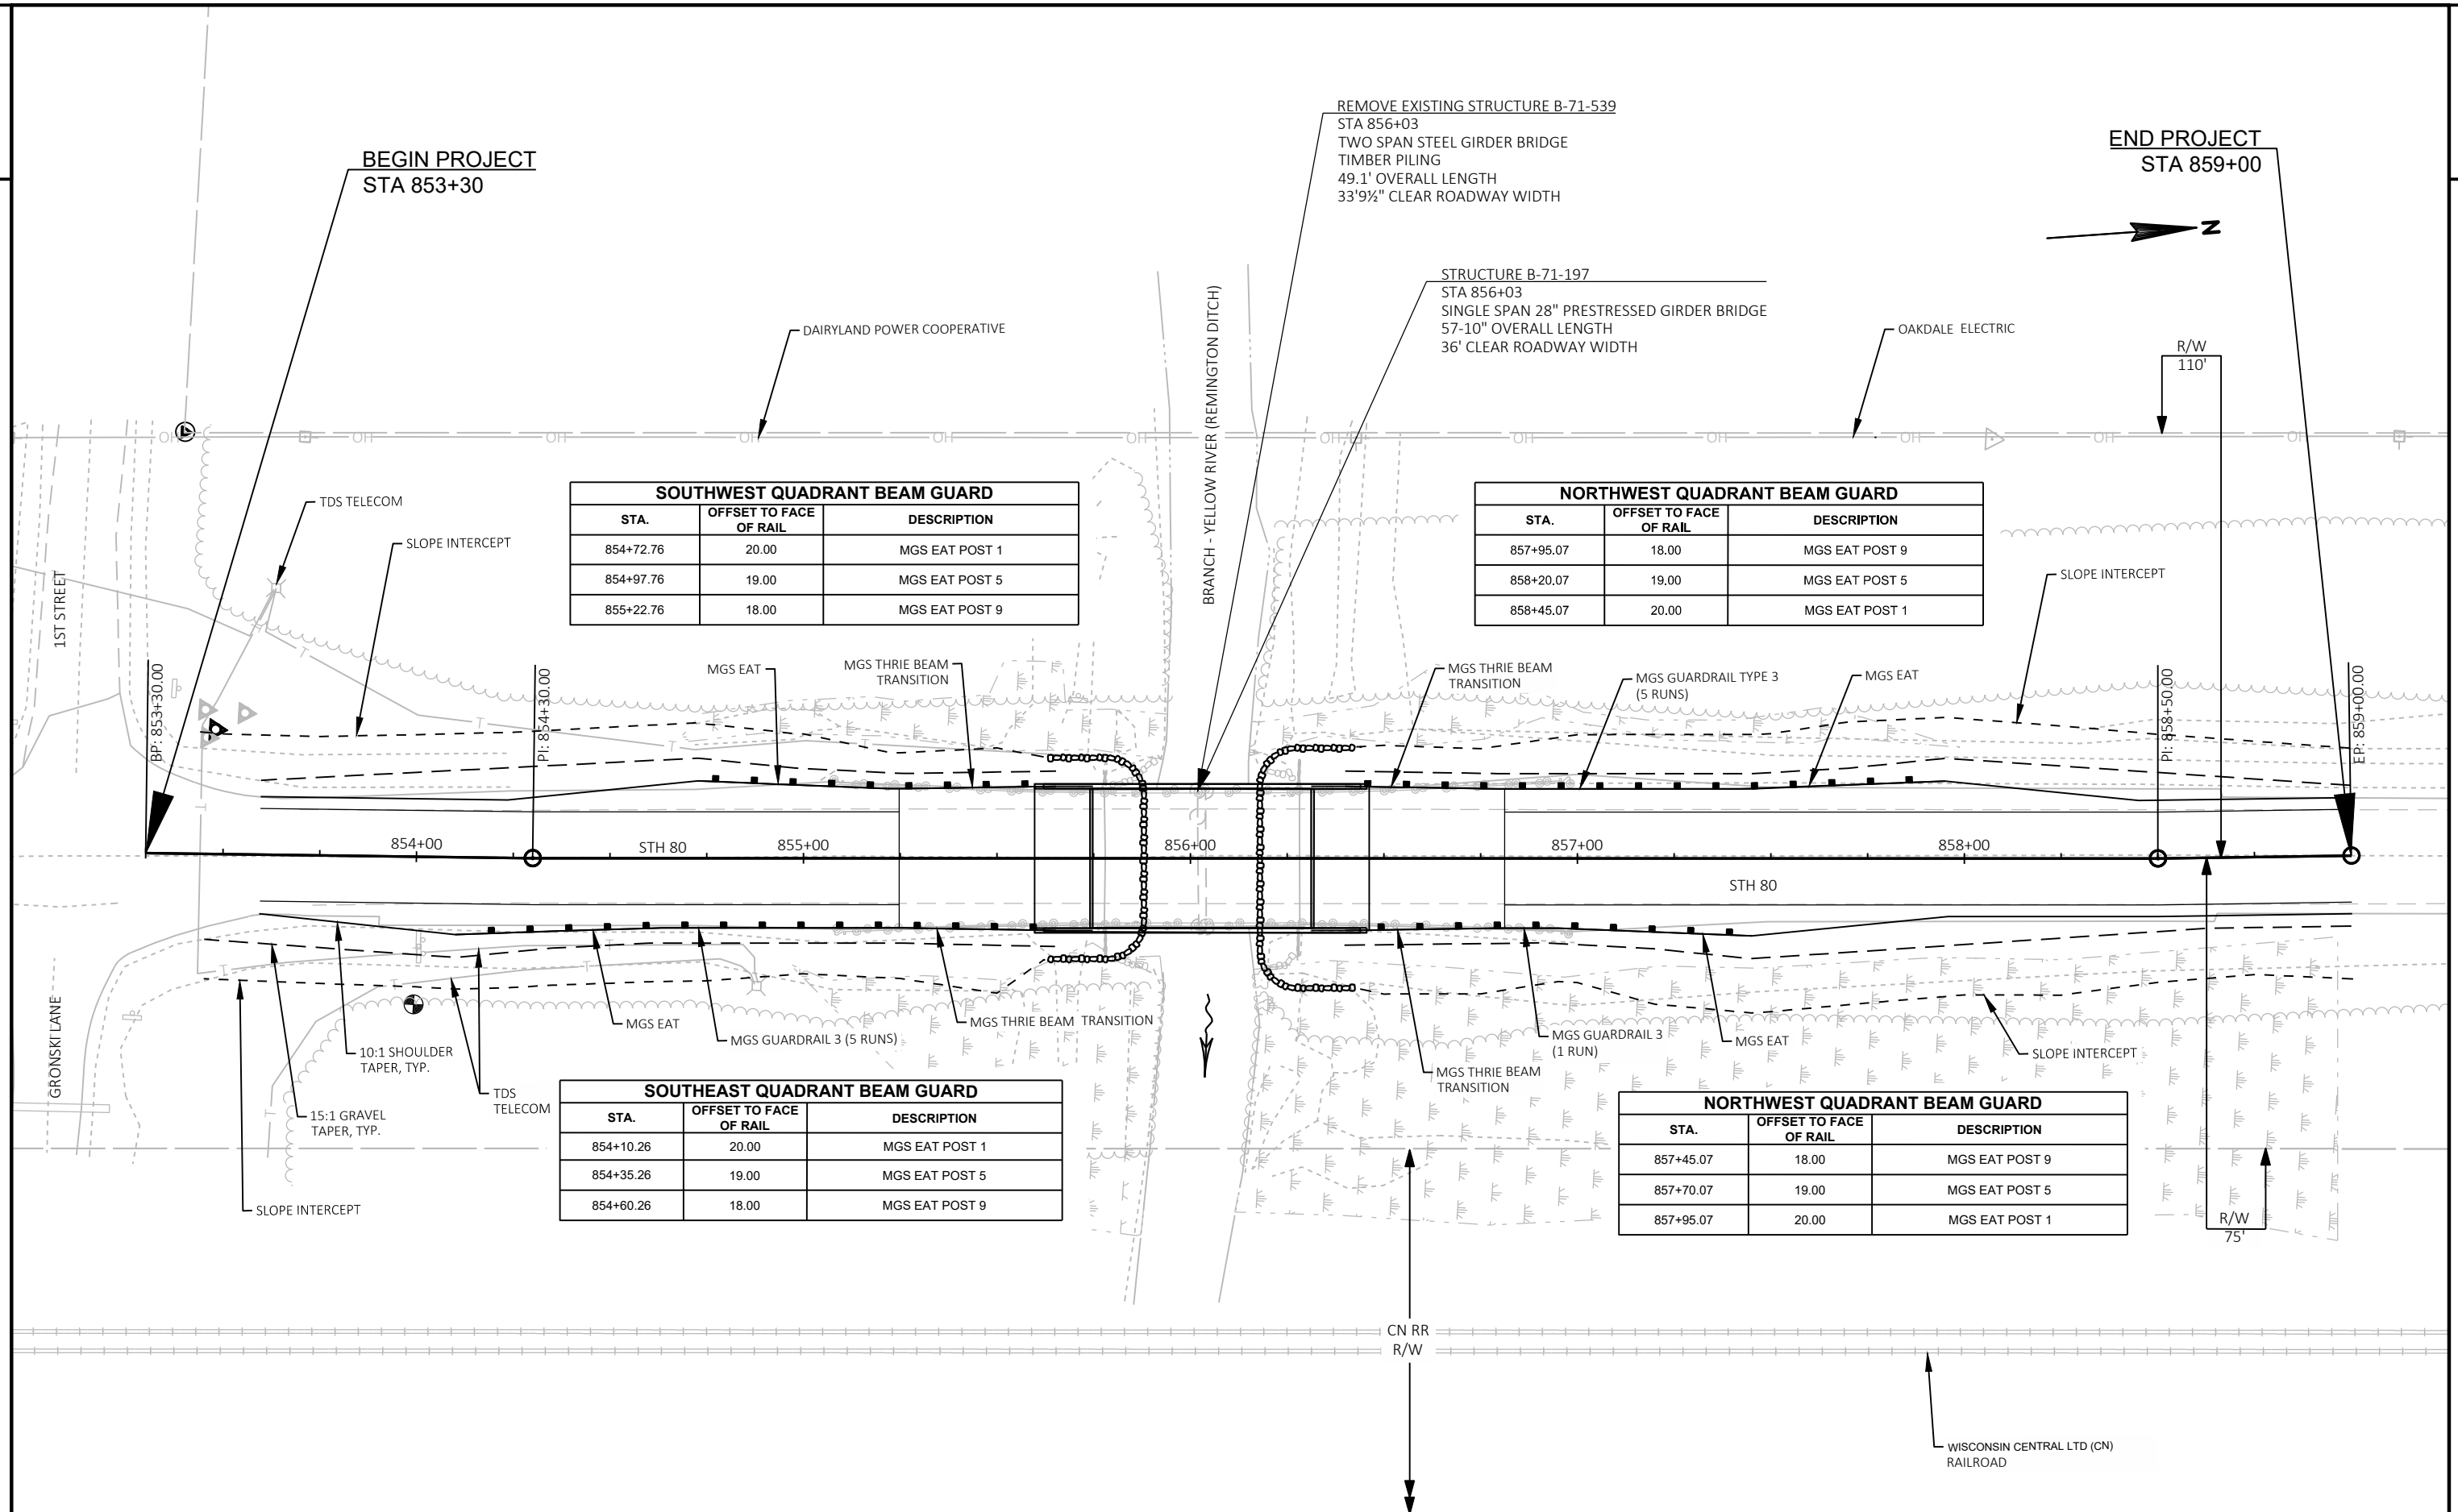 BEGIN PROJECT
STA 853+30
REMOVE EXISTING STRUCTURE B-71-539
STA 856+03
TWO SPAN STEEL GIRDER BRIDGE
TIMBER PILING
49.1' OVERALL LENGTH
33'9½" CLEAR ROADWAY WIDTH
END PROJECT
STA 859+00
N
STRUCTURE B-71-197
STA 856+03
SINGLE SPAN 28" PRESTRESSED GIRDER BRIDGE
57-10" OVERALL LENGTH
36' CLEAR ROADWAY WIDTH
DAIRYLAND POWER COOPERATIVE
OAKDALE ELECTRIC
R/W
110'
BRANCH - YELLOW RIVER (REMINGTON DITCH)
OH OH OH OH OH OH OH OH OH OH OH OH
TDS TELECOM
SLOPE INTERCEPT
SOUTHWEST QUADRANT BEAM GUARD
STA. OFFSET TO FACE OF RAIL DESCRIPTION
854+72.76 20.00 MGS EAT POST 1
854+97.76 19.00 MGS EAT POST 5
855+22.76 18.00 MGS EAT POST 9
NORTHWEST QUADRANT BEAM GUARD
STA. OFFSET TO FACE OF RAIL DESCRIPTION
857+95.07 18.00 MGS EAT POST 9
858+20.07 19.00 MGS EAT POST 5
858+45.07 20.00 MGS EAT POST 1
SLOPE INTERCEPT
1ST STREET
BP: 853+30.00
PI: 854+30.00
MGS EAT
MGS THRIE BEAM
TRANSITION
MGS THRIE BEAM
TRANSITION
MGS GUARDRAIL TYPE 3
(5 RUNS)
MGS EAT
PI: 858+50.00
EP: 859+00.00
854+00
STH 80
855+00
856+00
857+00
858+00
STH 80
GRONSKI LANE
MGS EAT
MGS GUARDRAIL 3 (5 RUNS)
MGS THRIE BEAM TRANSITION
10:1 SHOULDER
TAPER, TYP.
TDS
TELECOM
15:1 GRAVEL
TAPER, TYP.
SLOPE INTERCEPT
MGS GUARDRAIL 3
(1 RUN)
MGS EAT
SLOPE INTERCEPT
MGS THRIE BEAM
TRANSITION
SOUTHEAST QUADRANT BEAM GUARD
STA. OFFSET TO FACE OF RAIL DESCRIPTION
854+10.26 20.00 MGS EAT POST 1
854+35.26 19.00 MGS EAT POST 5
854+60.26 18.00 MGS EAT POST 9
NORTHWEST QUADRANT BEAM GUARD
STA. OFFSET TO FACE OF RAIL DESCRIPTION
857+45.07 18.00 MGS EAT POST 9
857+70.07 19.00 MGS EAT POST 5
857+95.07 20.00 MGS EAT POST 1
R/W
75'
CN RR
R/W
WISCONSIN CENTRAL LTD (CN)
RAILROAD